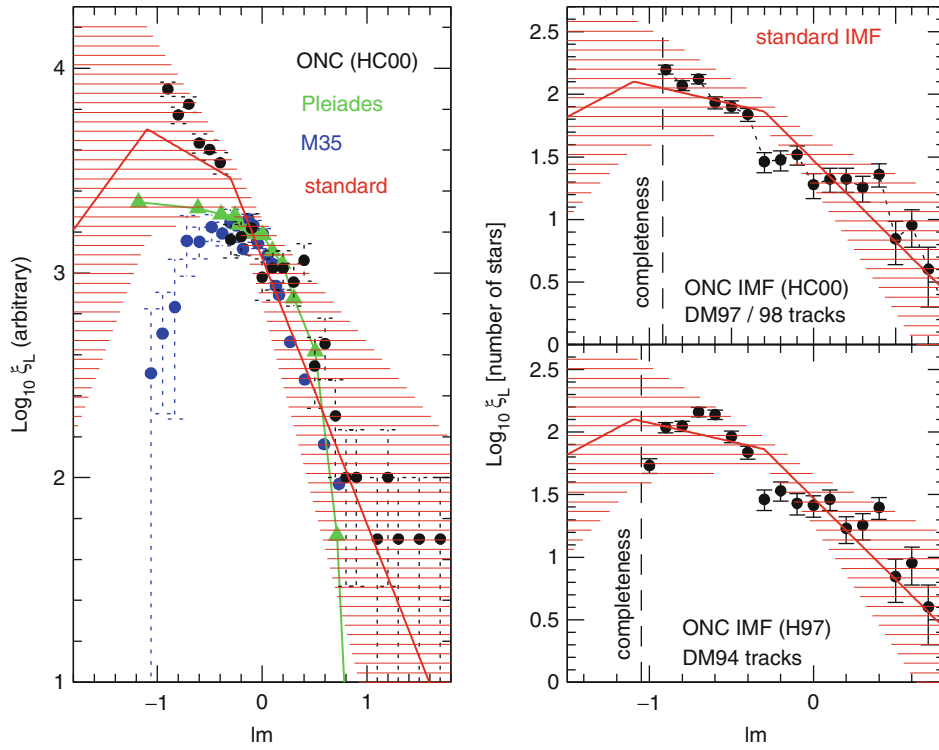 4
3
2
1
−1
0
1
lm
Log10 ξL (arbitrary)
ONC (HC00)
Pleiades
M35
standard
2.5
2
1.5
1
0.5
0
standard IMF
completeness
ONC IMF (HC00)
DM97 / 98 tracks
Log10 ξL [number of stars]
2.5
2
1.5
1
0.5
0
completeness
ONC IMF (H97)
DM94 tracks
−1
0
lm